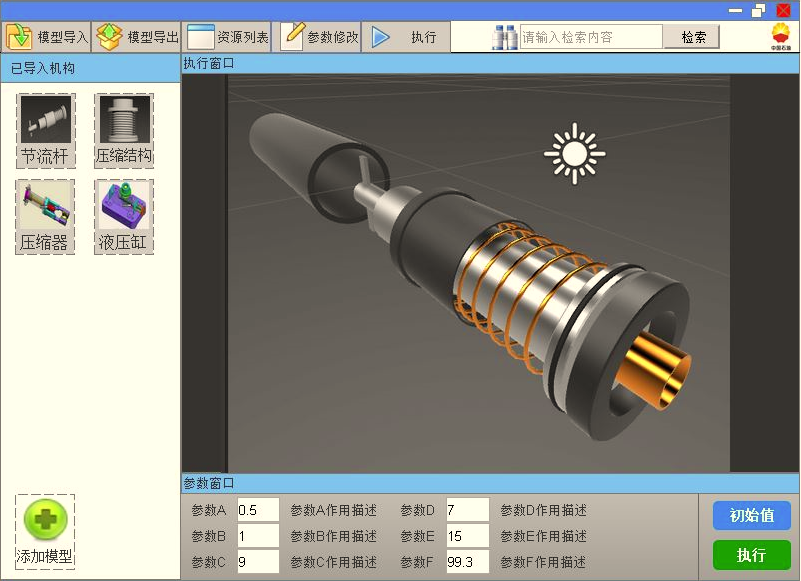 模型导入 模型导出 资源列表 参数修改 执行 请输入检索内容 检索 中国石油
已导入机构 执行窗口
节流杆 压缩结构
压缩器 液压缸
添加模型
参数窗口
参数A 0.5 参数A作用描述 参数D 7 参数D作用描述 初始值
参数B 1 参数B作用描述 参数E 15 参数E作用描述
参数C 9 参数C作用描述 参数F 99.3 参数F作用描述 执行